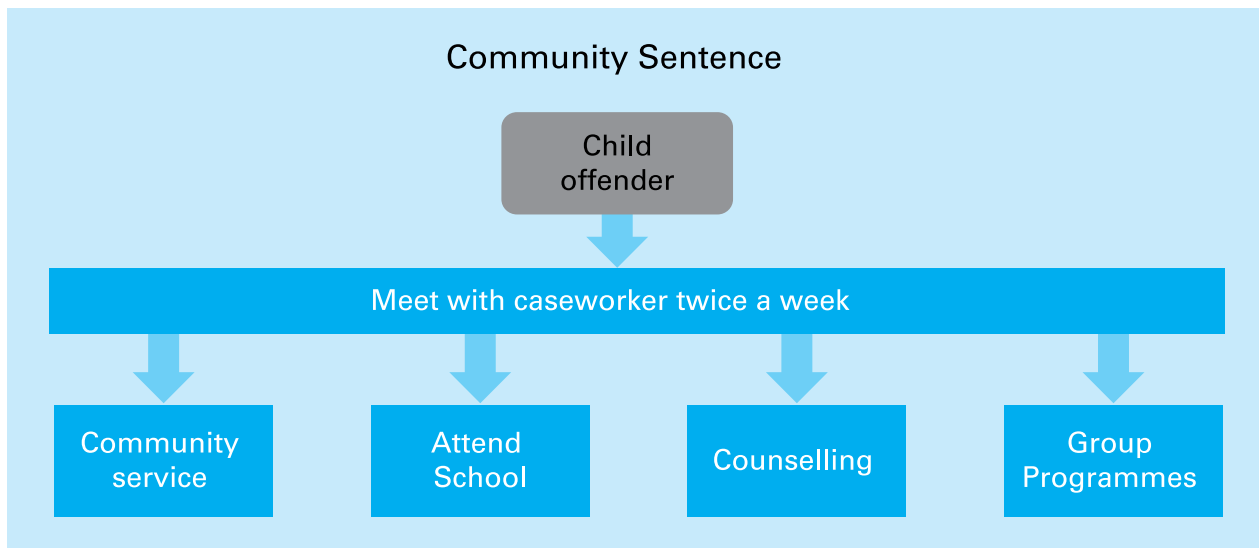 Community Sentence
Child
offender
Meet with caseworker twice a week
Community
service
Attend
School
Counselling
Group
Programmes